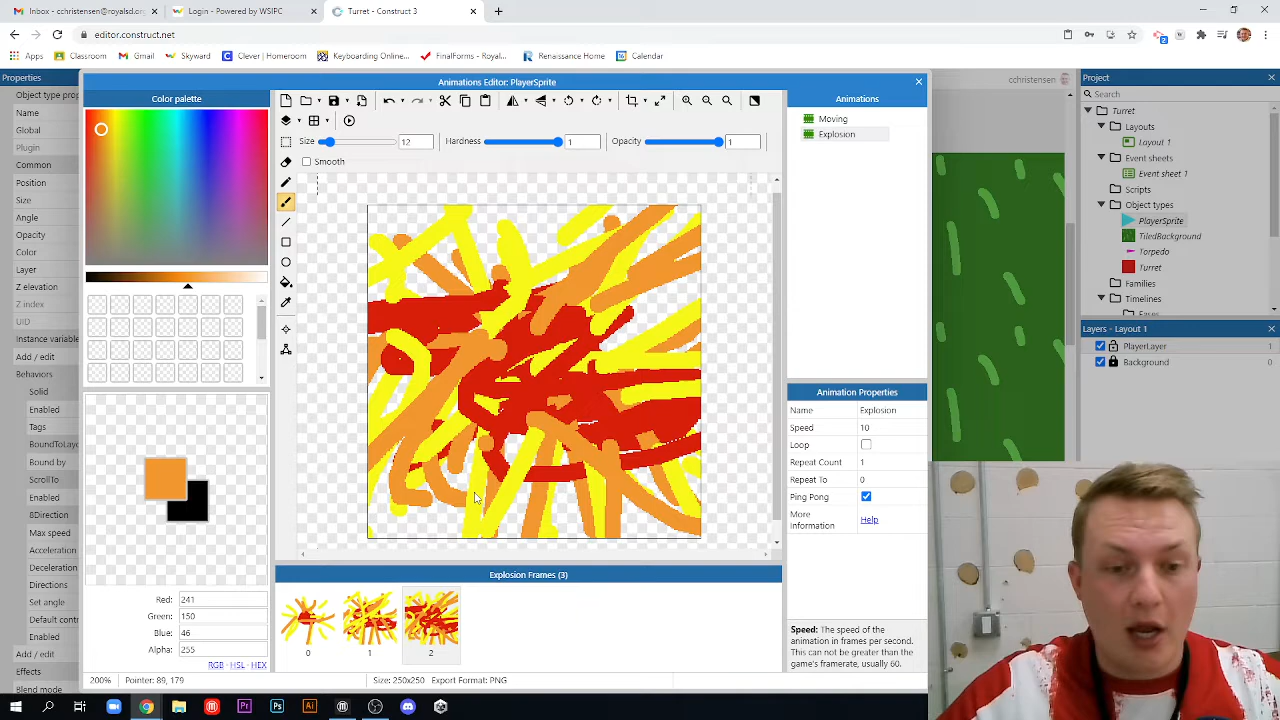 Inbox - cchristensen@royalsd.org
Login - Powered by WSIPC
Turret - Construct 3
editor.construct.net
Apps
Classroom
Gmail
Skyward
Clever | Homeroom
Keyboarding Online...
FinalForms - Royal...
Renaissance Home
Calendar
Properties
Animations Editor: PlayerSprite
cchristensen
Project
Object type prop
Name
Global
Plugin
Common
Position
Size
Angle
Opacity
Color
Layer
Z elevation
Z index
UID
Instance variable
Add / edit
Behaviors
Solid
Enabled
Tags
BoundToLayo
Bound by
ScrollTo
Enabled
8Direction
Max speed
Acceleration
Deceleration
Directions
Set angle
Default contr
Enabled
Add / edit
Effects
Blend mode
Color palette
Red: 241
Green: 150
Blue: 46
Alpha: 255
RGB - HSL - HEX
Size 12
Hardness 1
Opacity 1
Smooth
Explosion Frames (3)
0
1
2
200%
Pointer: 89, 179
Size: 250x250 Export Format: PNG
Animations
Moving
Explosion
Animation Properties
Name Explosion
Speed 10
Loop
Repeat Count 1
Repeat To 0
Ping Pong
More Information Help
Speed: The speed of the
animation in frames per second.
This can not be greater than the
game's framerate, usually 60.
Search
Turret
Layouts
Layout 1
Event sheets
Event sheet 1
Scripts
Object types
PlayerSprite
TiledBackground
Torpedo
Turret
Families
Timelines
Layers - Layout 1
PlayerLayer 1
Background 0